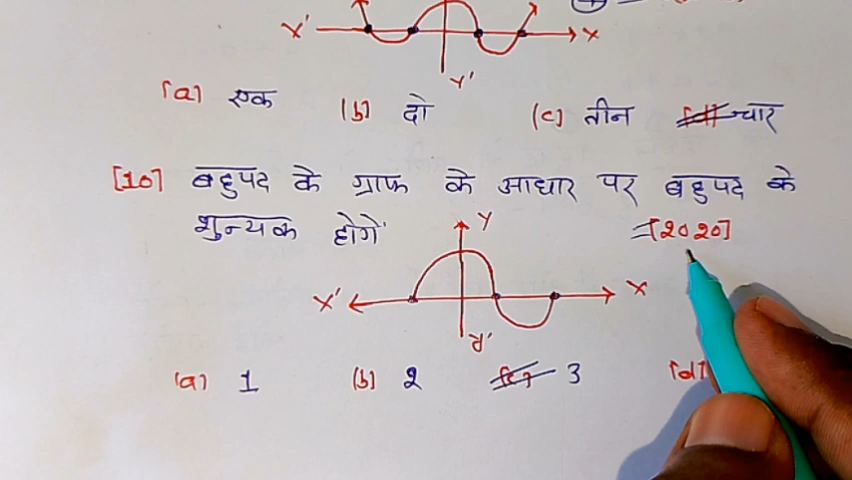 X' X
Y'
[a] एक (b) दो (c) तीन [d] चार
[10] बहुपद के ग्राफ के आधार पर बहुपद के
शुन्यक होगें [2020]
Y
X' X
Y'
(a) 1 (b) 2 (c) 3 [d]